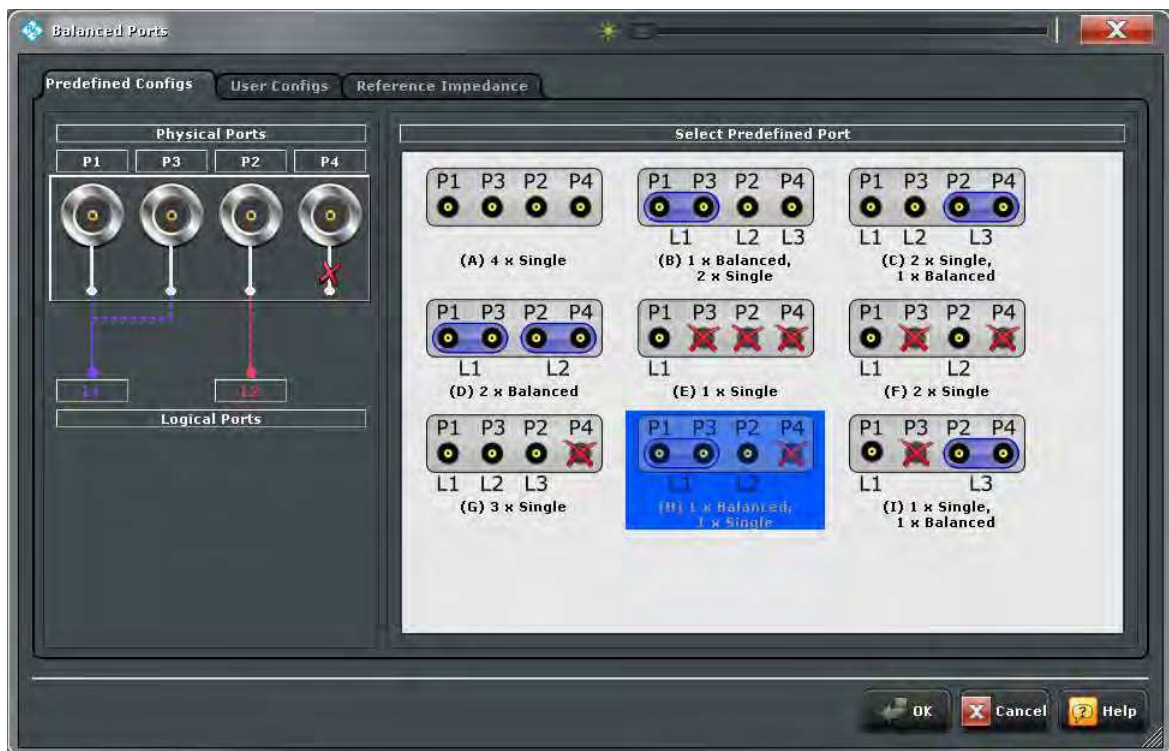 Balanced Ports
Predefined Configs User Configs Reference Impedance
Physical Ports
P1 P3 P2 P4
L1 L2
Logical Ports
Select Predefined Port
P1 P3 P2 P4
(A) 4 x Single
P1 P3 P2 P4
L1 L2 L3
(B) 1 x Balanced,
2 x Single
P1 P3 P2 P4
L1 L2 L3
(C) 2 x Single,
1 x Balanced
P1 P3 P2 P4
L1 L2
(D) 2 x Balanced
P1 P3 P2 P4
L1
(E) 1 x Single
P1 P3 P2 P4
L1 L2
(F) 2 x Single
P1 P3 P2 P4
L1 L2 L3
(G) 3 x Single
P1 P3 P2 P4
L1 L2
(H) 1 x Balanced,
1 x Single
P1 P3 P2 P4
L1 L3
(I) 1 x Single,
1 x Balanced
OK Cancel Help